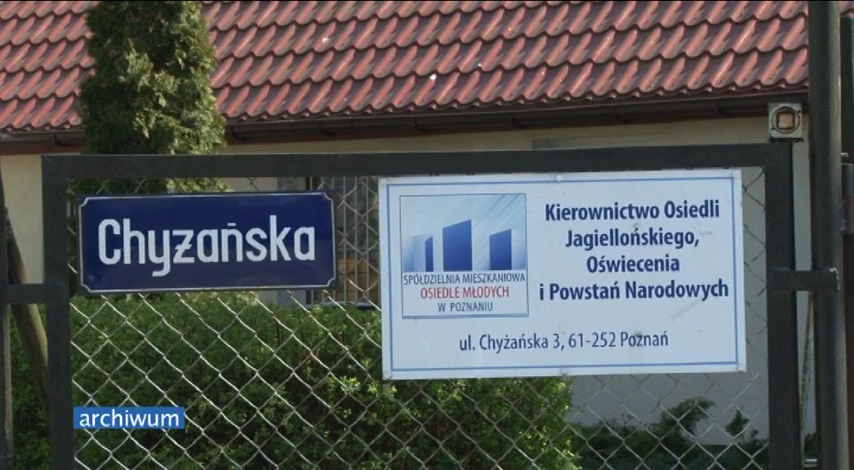 Chyżańska
SPÓŁDZIELNIA MIESZKANIOWA
OSIEDLE MŁODYCH
W POZNANIU
Kierownictwo Osiedli
Jagiellońskiego,
Oświecenia
i Powstań Narodowych
ul. Chyżańska 3, 61-252 Poznań
archiwum